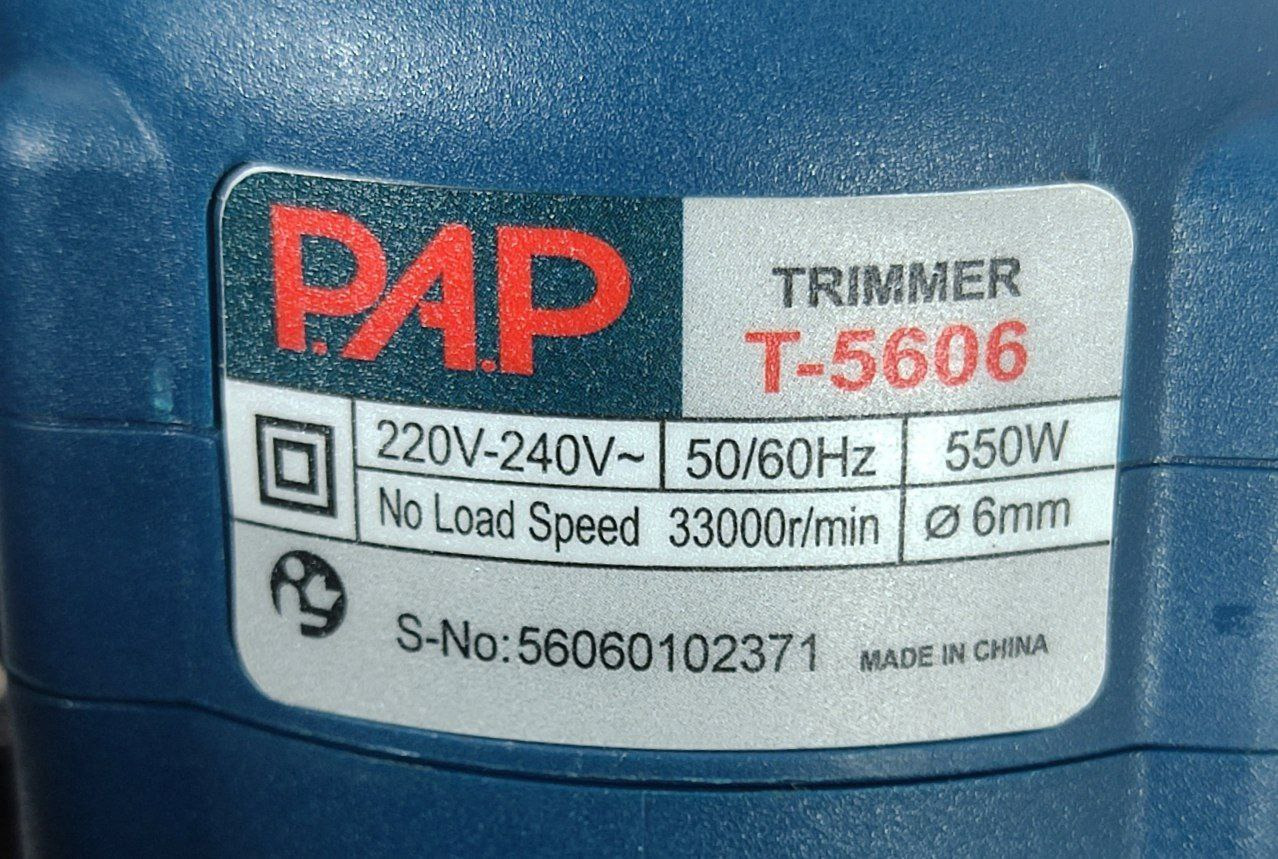 P.A.P
TRIMMER
T-5606
220V-240V~ 50/60Hz 550W
No Load Speed 33000r/min Ø 6mm
S-No:56060102371 MADE IN CHINA